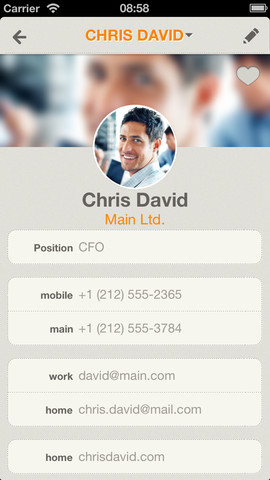 Carrier 08:58
CHRIS DAVID
Chris David
Main Ltd.
Position CFO
mobile +1 (212) 555-2365
main +1 (212) 555-3784
work david@main.com
home chris.david@mail.com
home chrisdavid.com